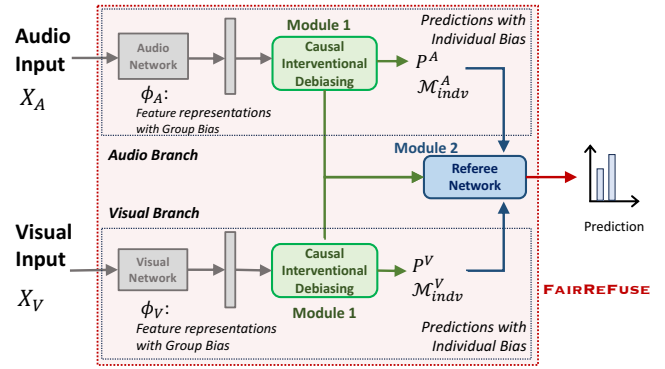 Audio
Input
X_A
Audio
Network
ϕ_A:
Feature representations
with Group Bias
Module 1
Causal
Interventional
Debiasing
P^A
ℳ^A_indv
Predictions with
Individual Bias
Audio Branch
Module 2
Referee
Network
Prediction
Visual Branch
Visual
Input
X_V
Visual
Network
ϕ_V:
Feature representations
with Group Bias
Causal
Interventional
Debiasing
Module 1
P^V
ℳ^V_indv
Predictions with
Individual Bias
FAIRREFUSE